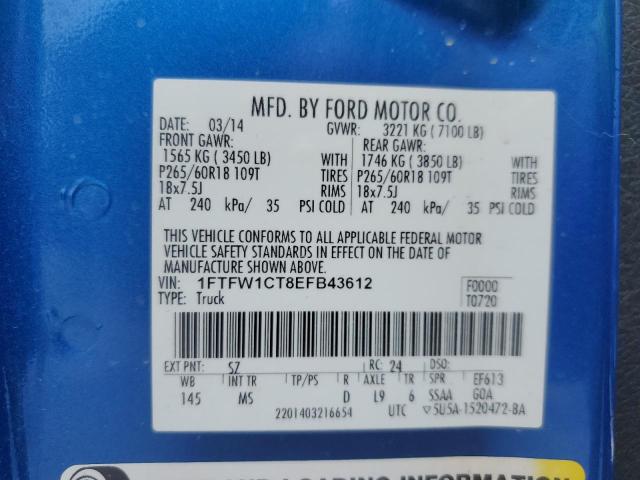 MFD. BY FORD MOTOR CO.
DATE: 03/14 GVWR: 3221 KG ( 7100 LB)
FRONT GAWR: REAR GAWR:
1565 KG ( 3450 LB) WITH 1746 KG ( 3850 LB) WITH
P265/60R18 109T TIRES P265/60R18 109T TIRES
18x7.5J RIMS 18x7.5J RIMS
AT 240 kPa/ 35 PSI COLD AT 240 kPa/ 35 PSI COLD
THIS VEHICLE CONFORMS TO ALL APPLICABLE FEDERAL MOTOR
VEHICLE SAFETY STANDARDS IN EFFECT ON THE DATE OF
MANUFACTURE SHOWN ABOVE.
VIN: 1FTFW1CT8EFB43612 F0000
TYPE: Truck T0720
EXT PNT: SZ RC: 24 DSO:
WB INT TR TP/PS R AXLE TR SPR EF613
145 MS D L9 6 SSAA G0A
2201403216654 UTC ▽5U5A-1520472-BA
AND LOADING INFORMATION